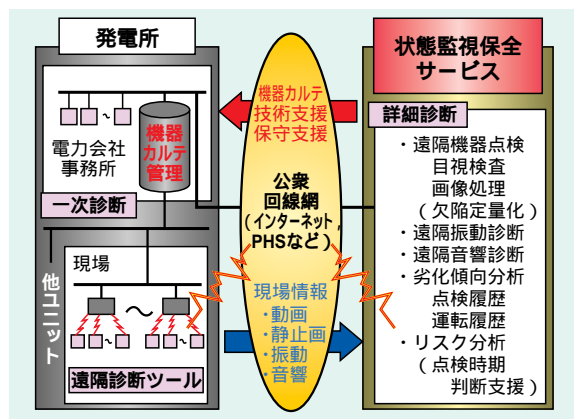 発電所
電力会社
事務所
機器
カルテ
管理
一次診断
他ユニット
現場
～
～
遠隔診断ツール
機器カルテ
技術支援
保守支援
公衆
回線網
(インターネット,
PHSなど)
現場情報
・動画
・静止画
・振動
・音響
状態監視保全
サービス
詳細診断
・遠隔機器点検
目視検査
画像処理
(欠陥定量化)
・遠隔振動診断
・遠隔音響診断
・劣化傾向分析
点検履歴
運転履歴
・リスク分析
(点検時期
判断支援)